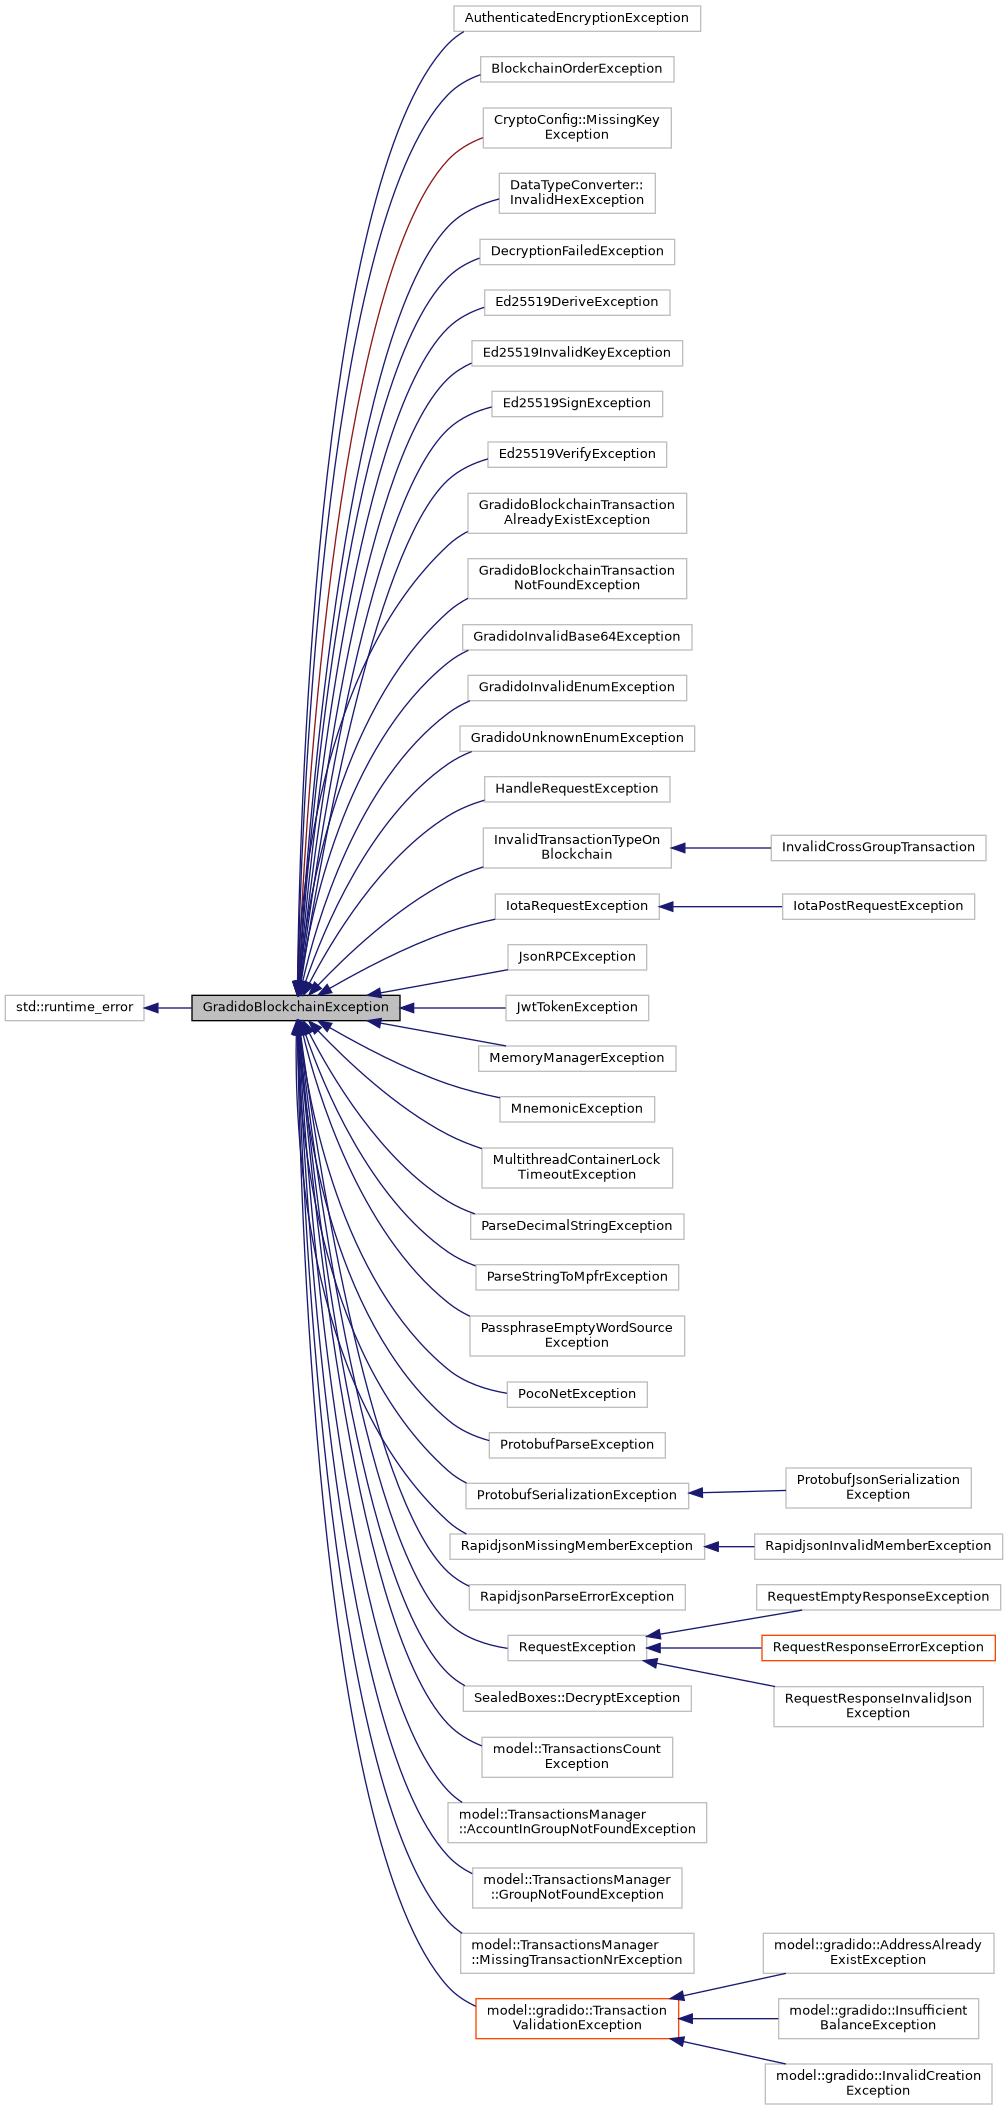 AuthenticatedEncryptionException
BlockchainOrderException
CryptoConfig::MissingKey
Exception
DataTypeConverter::
InvalidHexException
DecryptionFailedException
Ed25519DeriveException
Ed25519InvalidKeyException
Ed25519SignException
Ed25519VerifyException
GradidoBlockchainTransaction
AlreadyExistException
GradidoBlockchainTransaction
NotFoundException
GradidoInvalidBase64Exception
GradidoInvalidEnumException
GradidoUnknownEnumException
HandleRequestException
InvalidTransactionTypeOn
Blockchain
InvalidCrossGroupTransaction
IotaRequestException
IotaPostRequestException
JsonRPCException
std::runtime_error
GradidoBlockchainException
JwtTokenException
MemoryManagerException
MnemonicException
MultithreadContainerLock
TimeoutException
ParseDecimalStringException
ParseStringToMpfrException
PassphraseEmptyWordSource
Exception
PocoNetException
ProtobufParseException
ProtobufSerializationException
ProtobufJsonSerialization
Exception
RapidjsonMissingMemberException
RapidjsonInvalidMemberException
RapidjsonParseErrorException
RequestEmptyResponseException
RequestException
RequestResponseErrorException
RequestResponseInvalidJson
Exception
SealedBoxes::DecryptException
model::TransactionsCount
Exception
model::TransactionsManager
::AccountInGroupNotFoundException
model::TransactionsManager
::GroupNotFoundException
model::TransactionsManager
::MissingTransactionNrException
model::gradido::AddressAlready
ExistException
model::gradido::Transaction
ValidationException
model::gradido::Insufficient
BalanceException
model::gradido::InvalidCreation
Exception